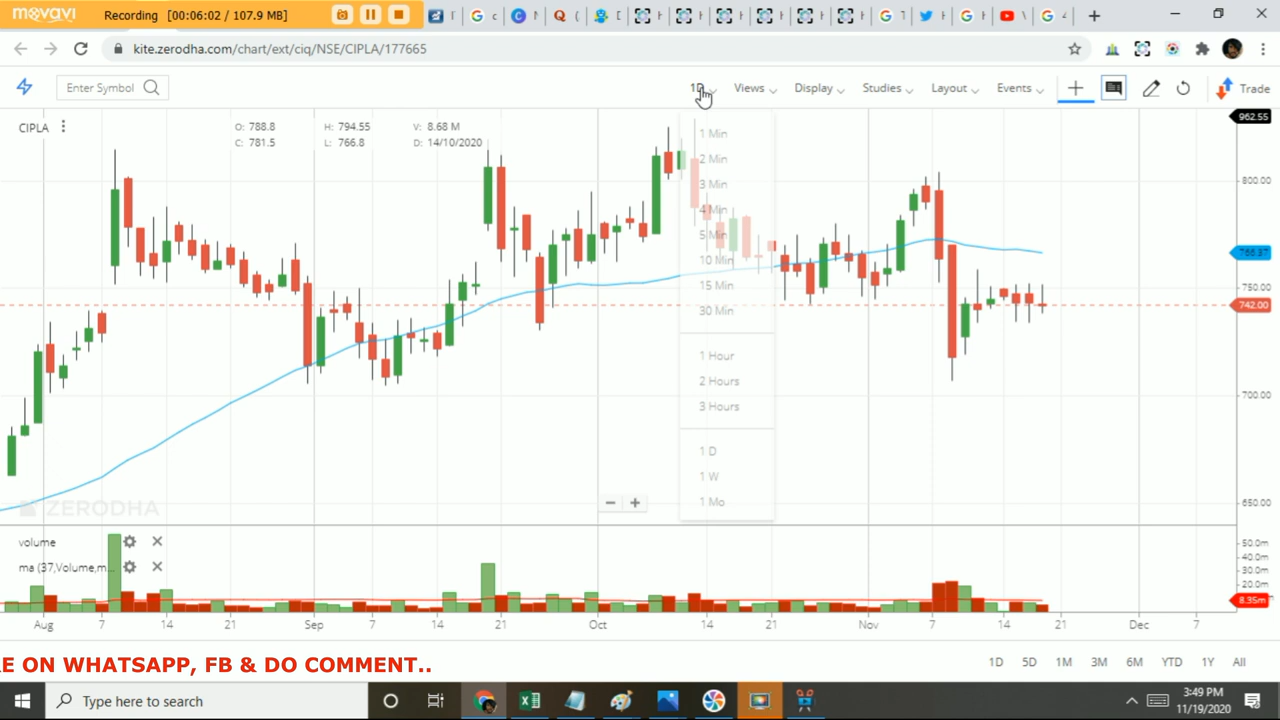 movavi Recording [00:06:02 / 107.9 MB]
kite.zerodha.com/chart/ext/ciq/NSE/CIPLA/177665
Enter Symbol 1D Views Display Studies Layout Events Trade
CIPLA
O: 788.8 H: 794.55 V: 8.68 M
C: 781.5 L: 766.8 D: 14/10/2020
962.55
800.00
766.37
750.00
742.00
700.00
650.00
1 Min
2 Min
3 Min
4 Min
5 Min
10 Min
15 Min
30 Min
1 Hour
2 Hours
3 Hours
1 D
1 W
1 Mo
ZERODHA
volume
ma (37,Volume,m...
50.0m
40.0m
30.0m
20.0m
8.35m
Aug 7 14 21 Sep 7 14 21 Oct 7 14 21 Nov 7 14 21 Dec 7
RE ON WHATSAPP, FB & DO COMMENT..
1D 5D 1M 3M 6M YTD 1Y All
Type here to search
3:49 PM
11/19/2020